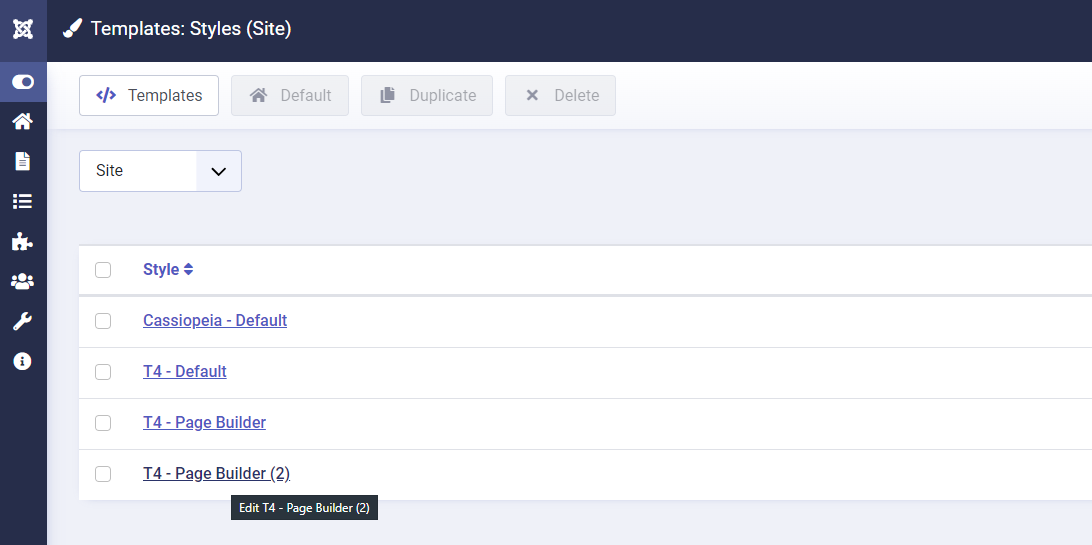 Templates: Styles (Site)
Templates Default Duplicate Delete
Site
Style
Cassiopeia - Default
T4 - Default
T4 - Page Builder
T4 - Page Builder (2)
Edit T4 - Page Builder (2)